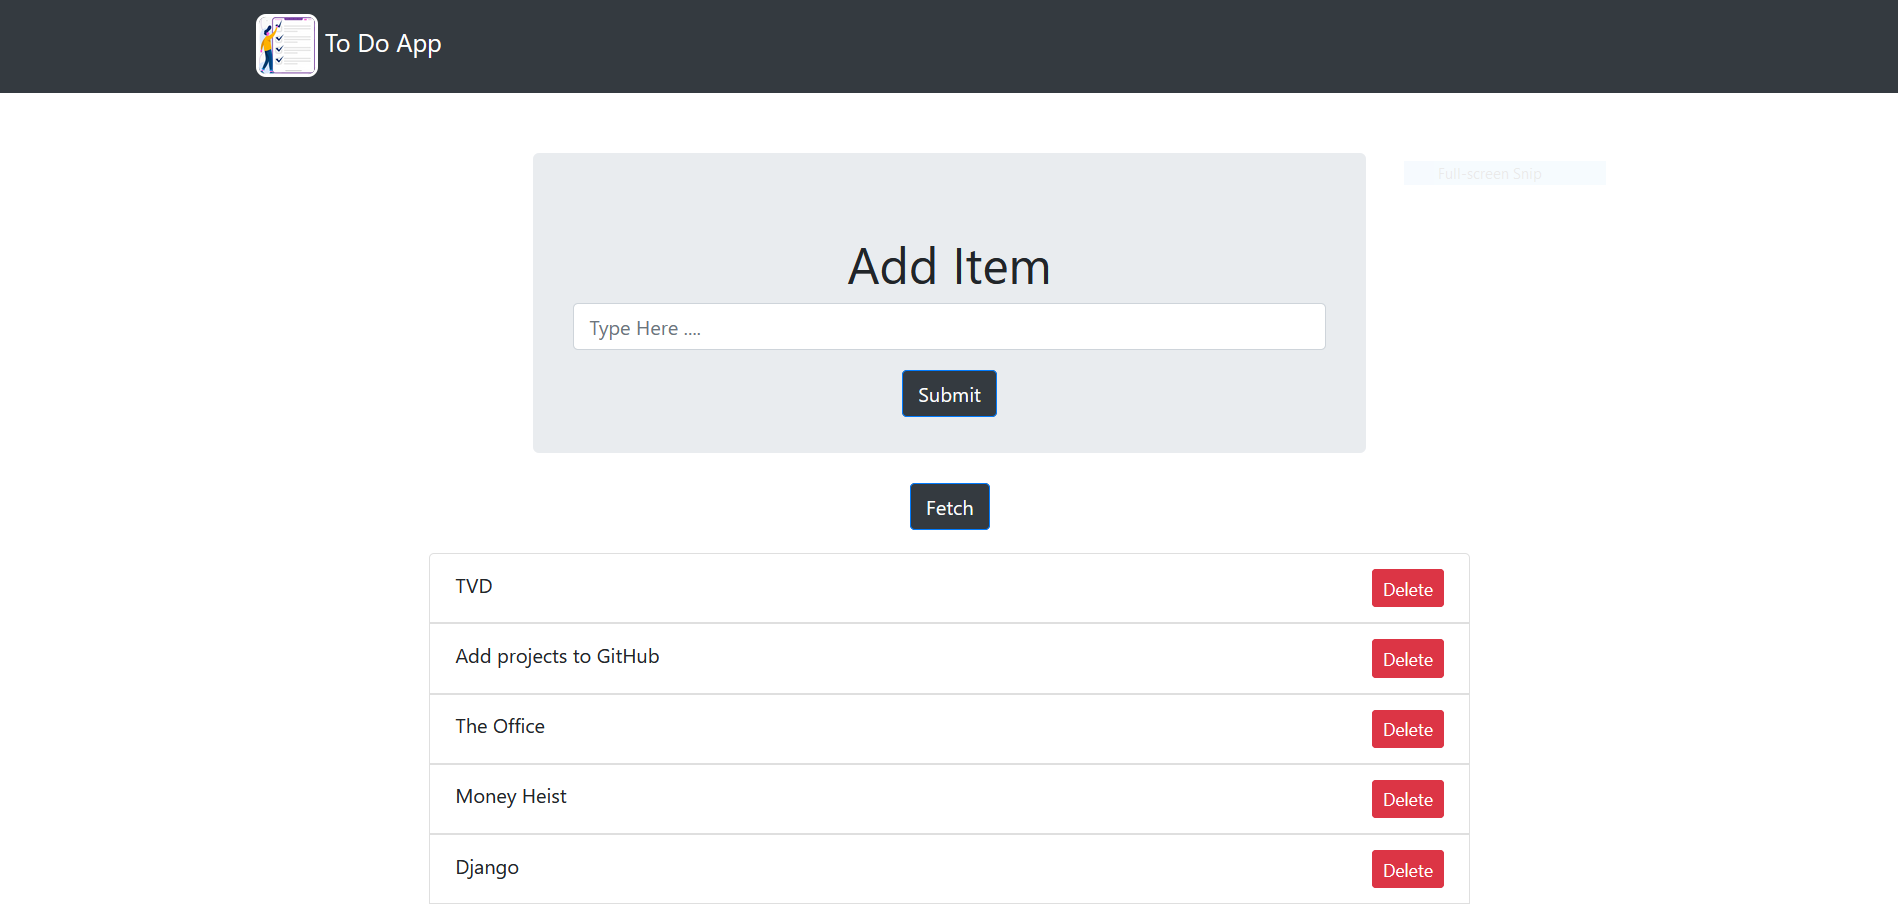 To Do App
Full-screen Snip
Add Item
Type Here ....
Submit
Fetch
TVD
Delete
Add projects to GitHub
Delete
The Office
Delete
Money Heist
Delete
Django
Delete